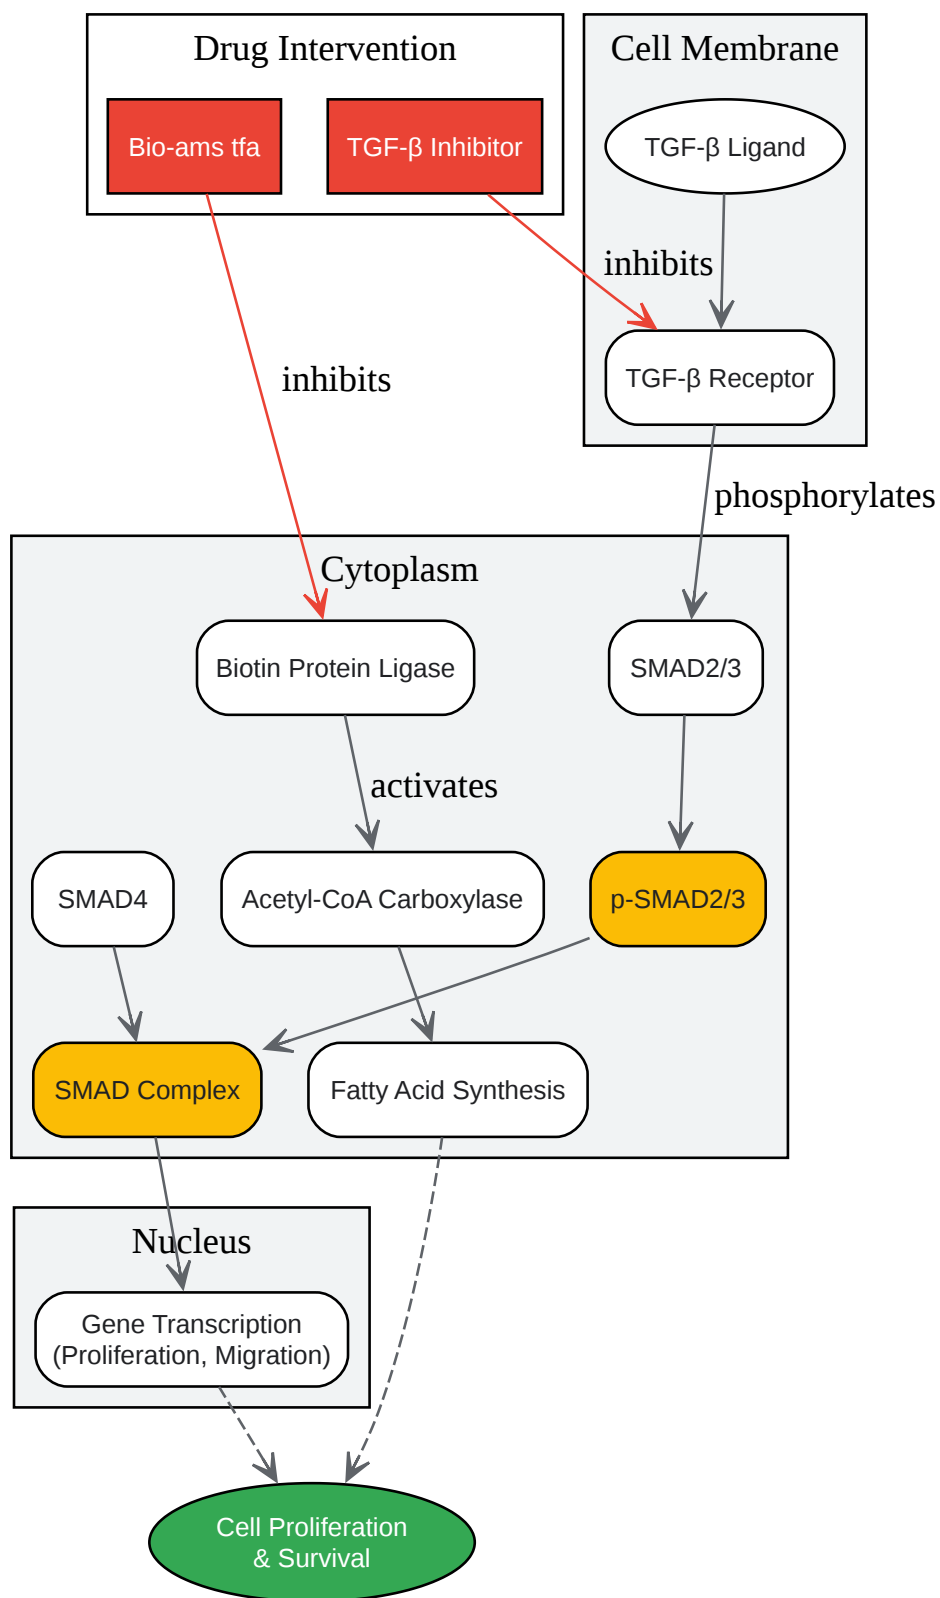 Drug Intervention
Cell Membrane
Bio-ams tfa
TGF-β Inhibitor
TGF-β Ligand
inhibits
TGF-β Receptor
inhibits
phosphorylates
Cytoplasm
Biotin Protein Ligase
SMAD2/3
activates
SMAD4
Acetyl-CoA Carboxylase
p-SMAD2/3
SMAD Complex
Fatty Acid Synthesis
Nucleus
Gene Transcription
(Proliferation, Migration)
Cell Proliferation
& Survival